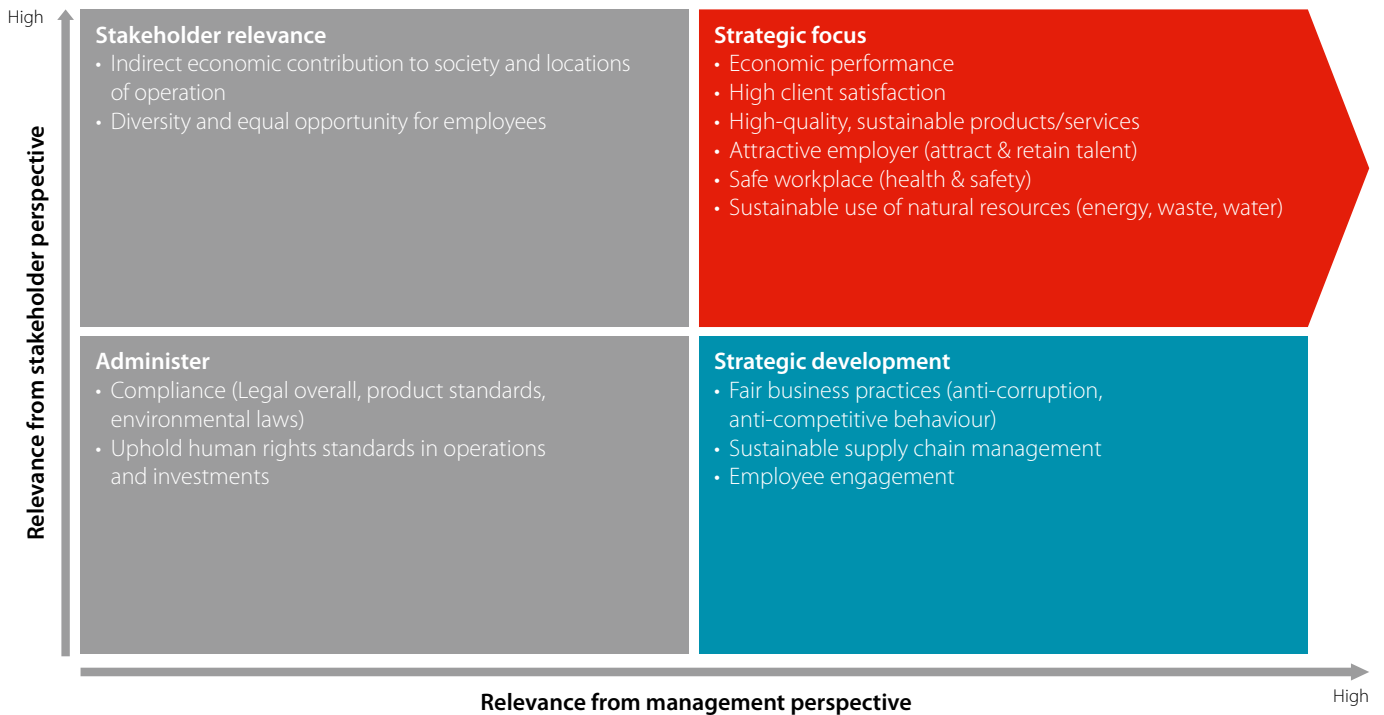 High
Relevance from stakeholder perspective
Stakeholder relevance
• Indirect economic contribution to society and locations
of operation
• Diversity and equal opportunity for employees
Strategic focus
• Economic performance
• High client satisfaction
• High-quality, sustainable products/services
• Attractive employer (attract & retain talent)
• Safe workplace (health & safety)
• Sustainable use of natural resources (energy, waste, water)
Administer
• Compliance (Legal overall, product standards,
environmental laws)
• Uphold human rights standards in operations
and investments
Strategic development
• Fair business practices (anti-corruption,
anti-competitive behaviour)
• Sustainable supply chain management
• Employee engagement
Relevance from management perspective
High